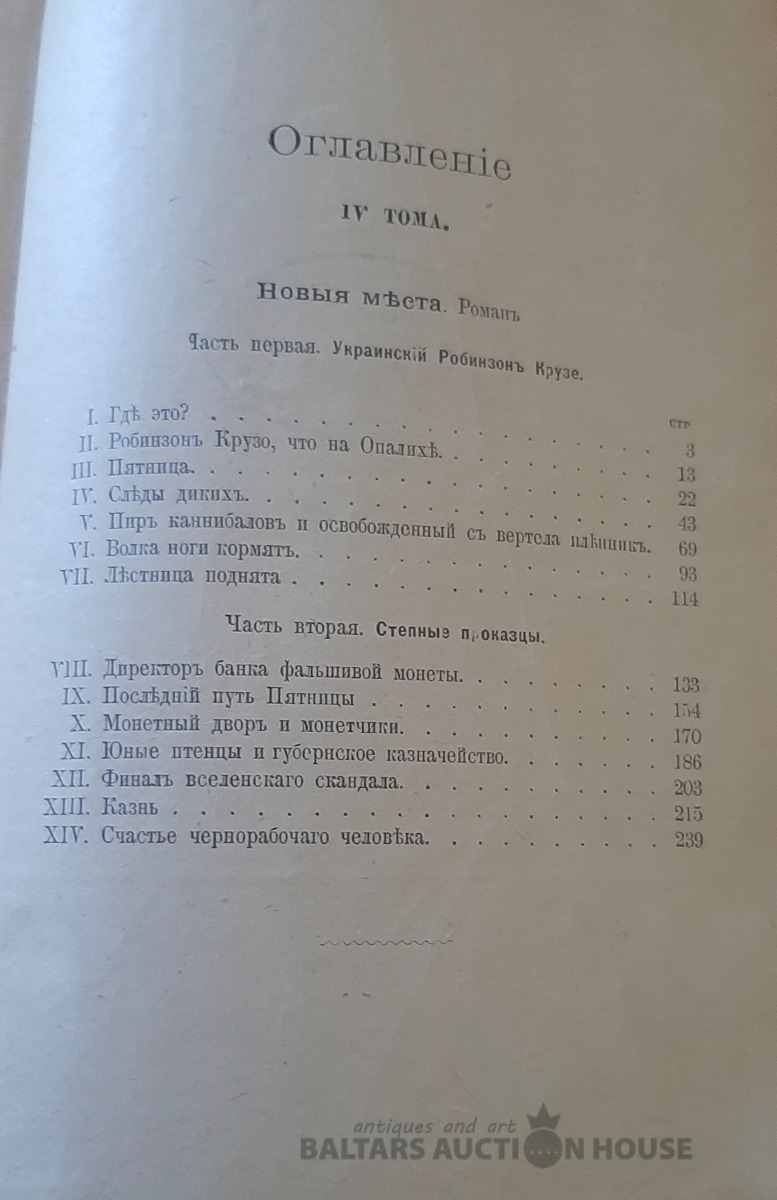 Оглавленіе
IV ТОМА.
Новыя мѣста. Романъ
Часть первая. Украинскій Робинзонъ Крузе.
СТР
I. Гдѣ это? . . . . . . . . . . . . . . . 3
II. Робинзонъ Крузо, что на Опалихѣ. . . . . . . . 13
III. Пятница. . . . . . . . . . . . . . . . 22
IV. Слѣды дикихъ. . . . . . . . . . . . . . 43
V. Пиръ каннибаловъ и освобожденный съ вертела плѣнникъ. 69
VI. Волка ноги кормятъ. . . . . . . . . . . . 93
VII. Лѣстница поднята . . . . . . . . . . . . 114
Часть вторая. Степные проказцы.
VIII. Директоръ банка фальшивой монеты. . . . . . . . 133
IX. Послѣдній путь Пятницы . . . . . . . . . . 154
X. Монетный дворъ и монетчики. . . . . . . . . 170
XI. Юные птенцы и губернское казначейство. . . . . . 186
XII. Финалъ вселенскаго скандала. . . . . . . . . 203
XIII. Казнь . . . . . . . . . . . . . . . . 215
XIV. Счастье чернорабочаго человѣка. . . . . . . . . 239
antiques and art
BALTARS AUCTION HOUSE